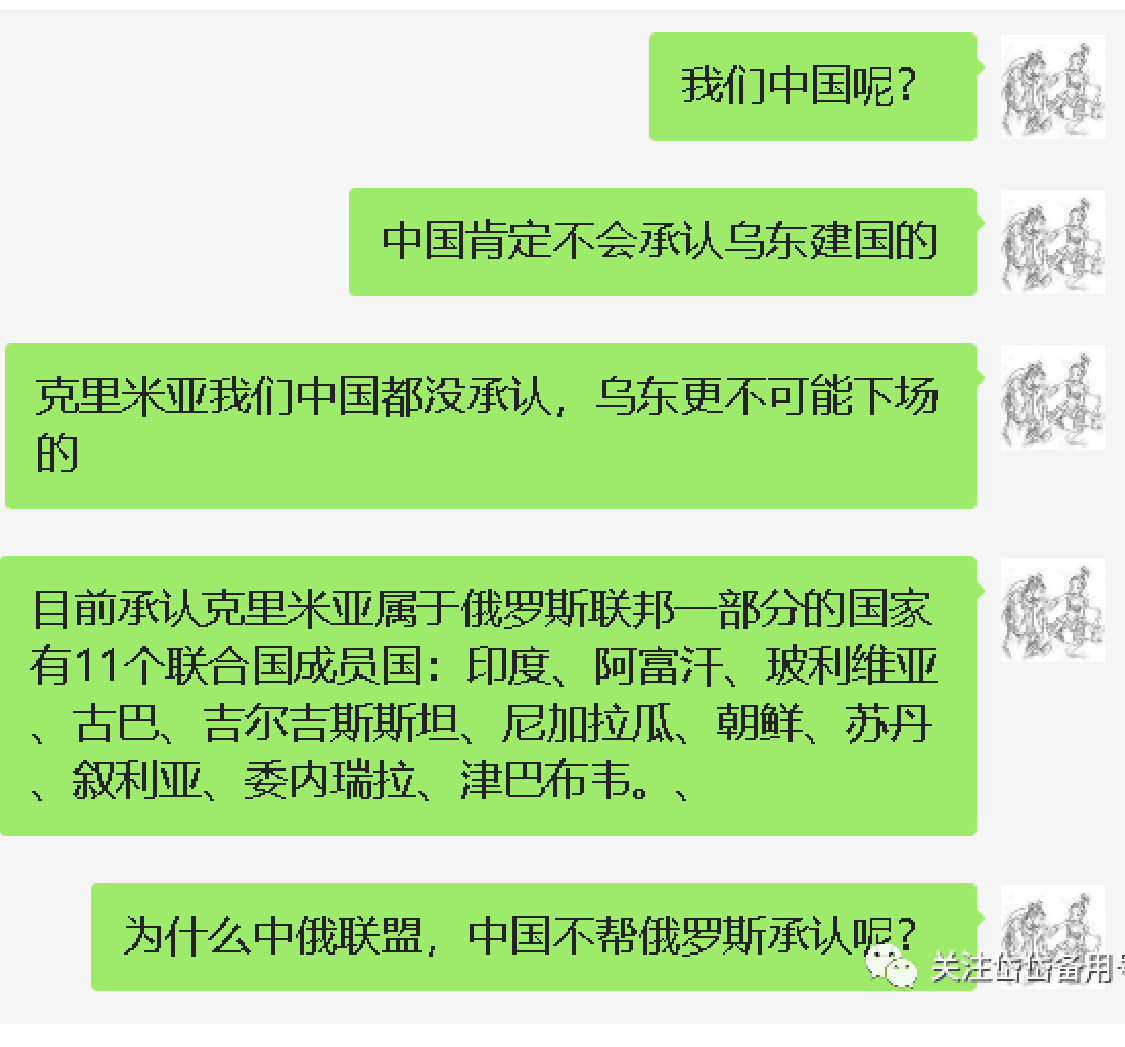 我们中国呢？
中国肯定不会承认乌东建国的
克里米亚我们中国都没承认，乌东更不可能下场
的
目前承认克里米亚属于俄罗斯联邦一部分的国家
有11个联合国成员国：印度、阿富汗、玻利维亚
、古巴、吉尔吉斯斯坦、尼加拉瓜、朝鲜、苏丹
、叙利亚、委内瑞拉、津巴布韦。、
为什么中俄联盟，中国不帮俄罗斯承认呢？
关注岱岱备用号